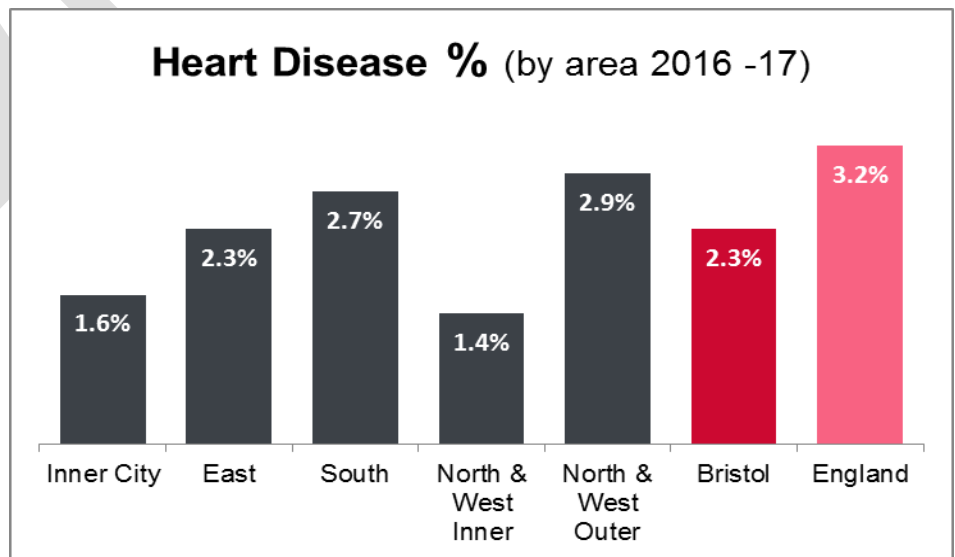 Heart Disease % (by area 2016 -17)
3.2%
2.9%
2.7%
2.3%
2.3%
1.6%
1.4%
Inner City
East
South
North &
West
Inner
North &
West
Outer
Bristol
England